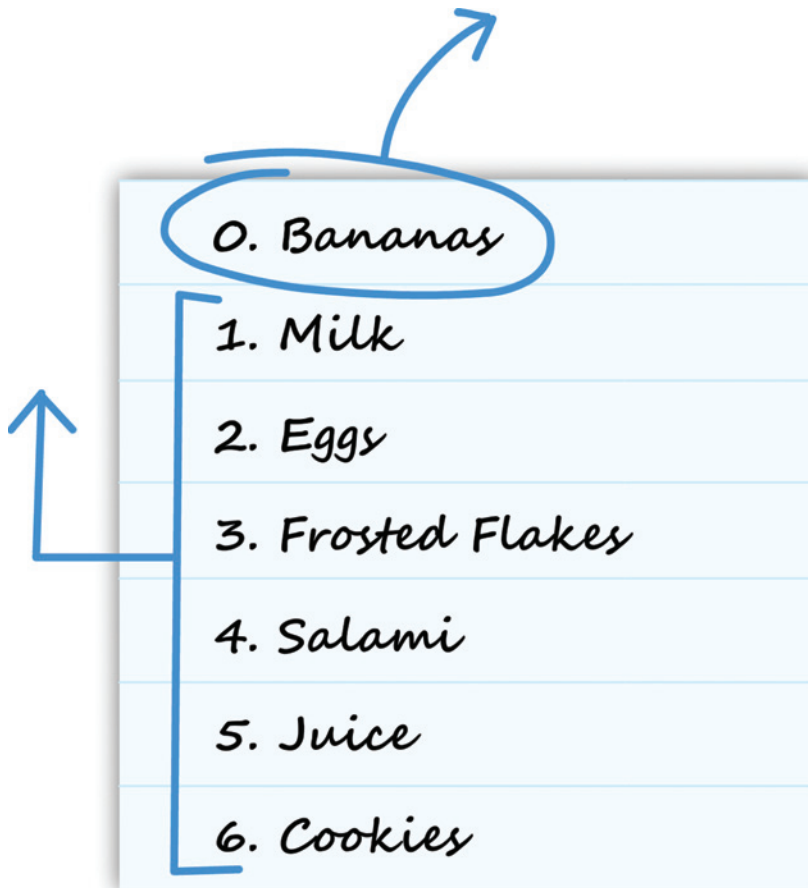 0. Bananas
1. Milk
2. Eggs
3. Frosted Flakes
4. Salami
5. Juice
6. Cookies